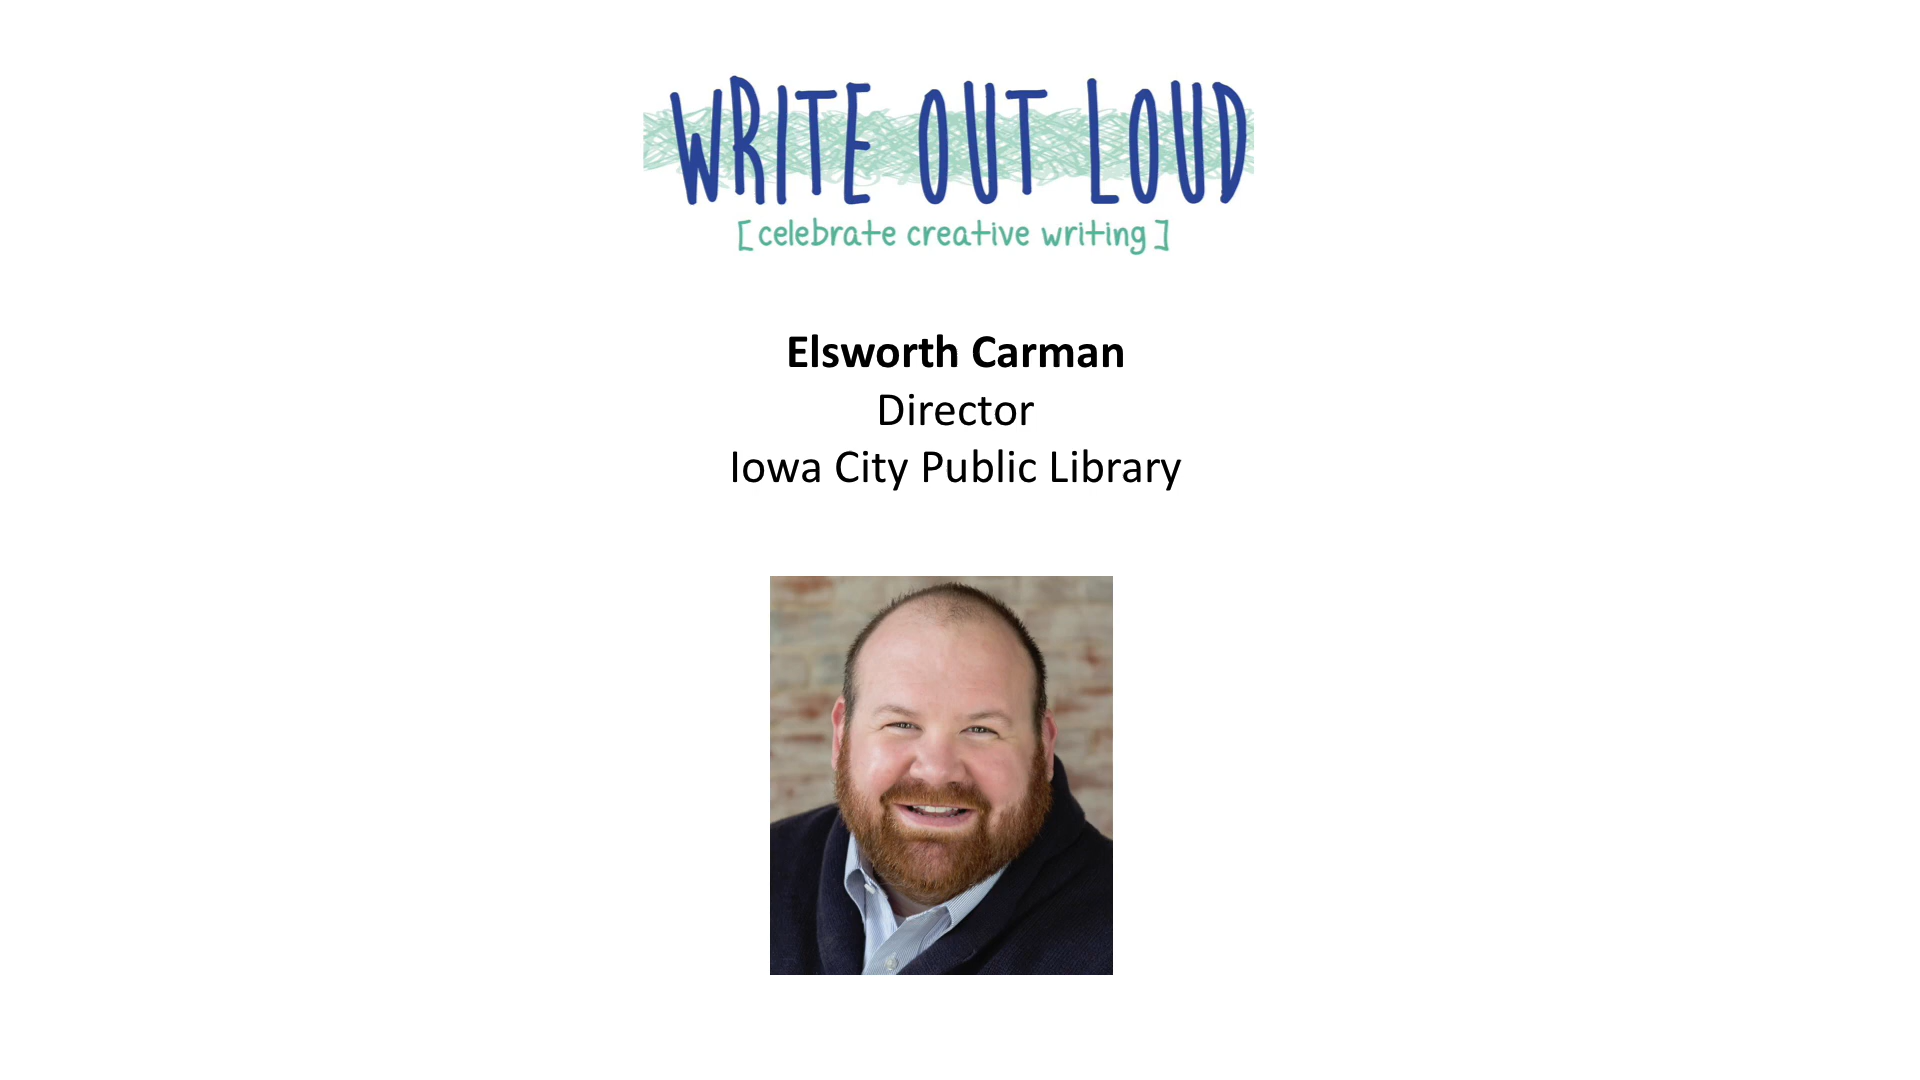 WRITE OUT LOUD
[celebrate creative writing]
Elsworth Carman
Director
Iowa City Public Library